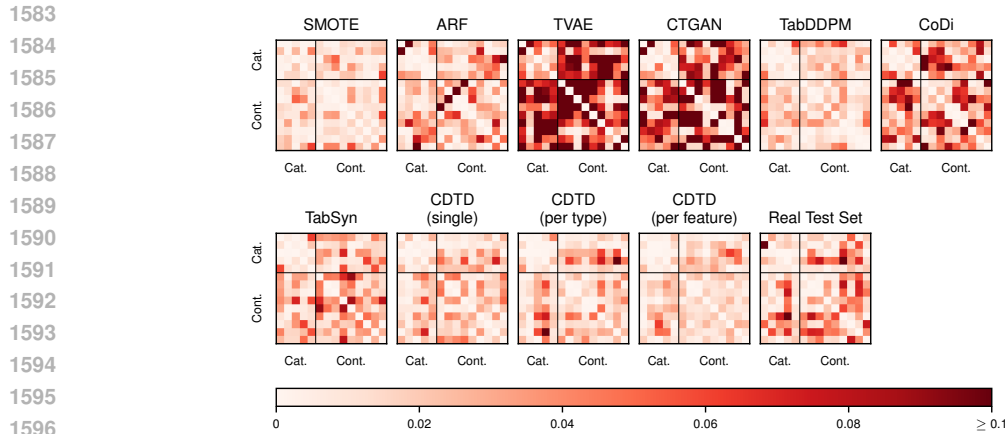 1583
1584
1585
1586
1587
1588
1589
1590
1591
1592
1593
1594
1595
1596
SMOTE ARF TVAE CTGAN TabDDPM CoDi
Cat.
Cont.
Cat. Cont. Cat. Cont. Cat. Cont. Cat. Cont. Cat. Cont. Cat. Cont.
TabSyn CDTD (single) CDTD (per type) CDTD (per feature) Real Test Set
Cat.
Cont.
Cat. Cont. Cat. Cont. Cat. Cont. Cat. Cont. Cat. Cont.
0 0.02 0.04 0.06 0.08 ≥ 0.1